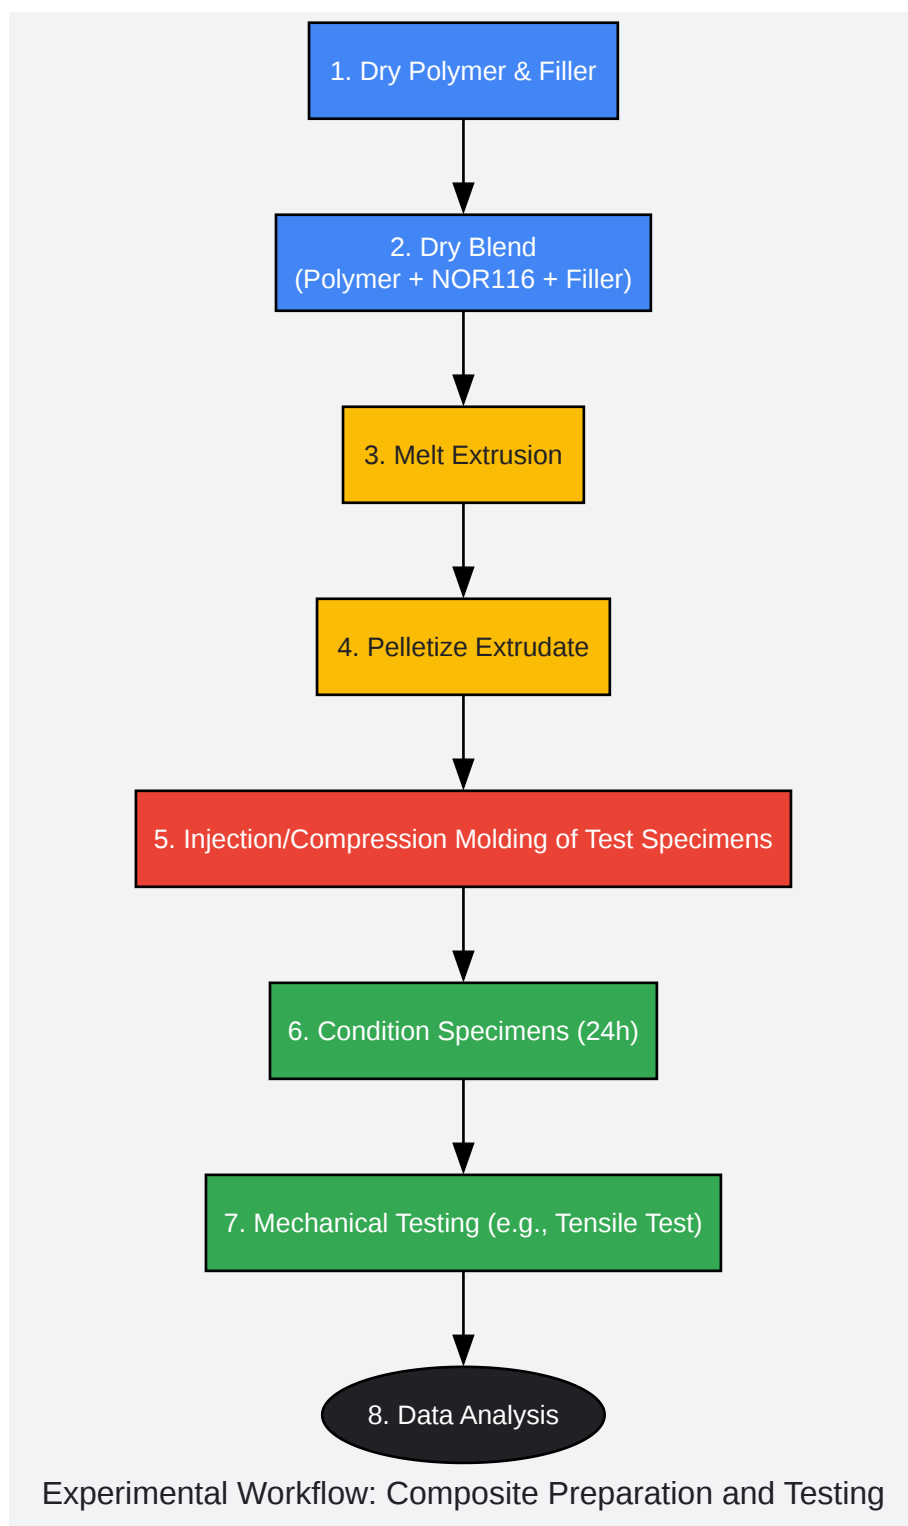 1. Dry Polymer & Filler
2. Dry Blend
(Polymer + NOR116 + Filler)
3. Melt Extrusion
4. Pelletize Extrudate
5. Injection/Compression Molding of Test Specimens
6. Condition Specimens (24h)
7. Mechanical Testing (e.g., Tensile Test)
8. Data Analysis
Experimental Workflow: Composite Preparation and Testing